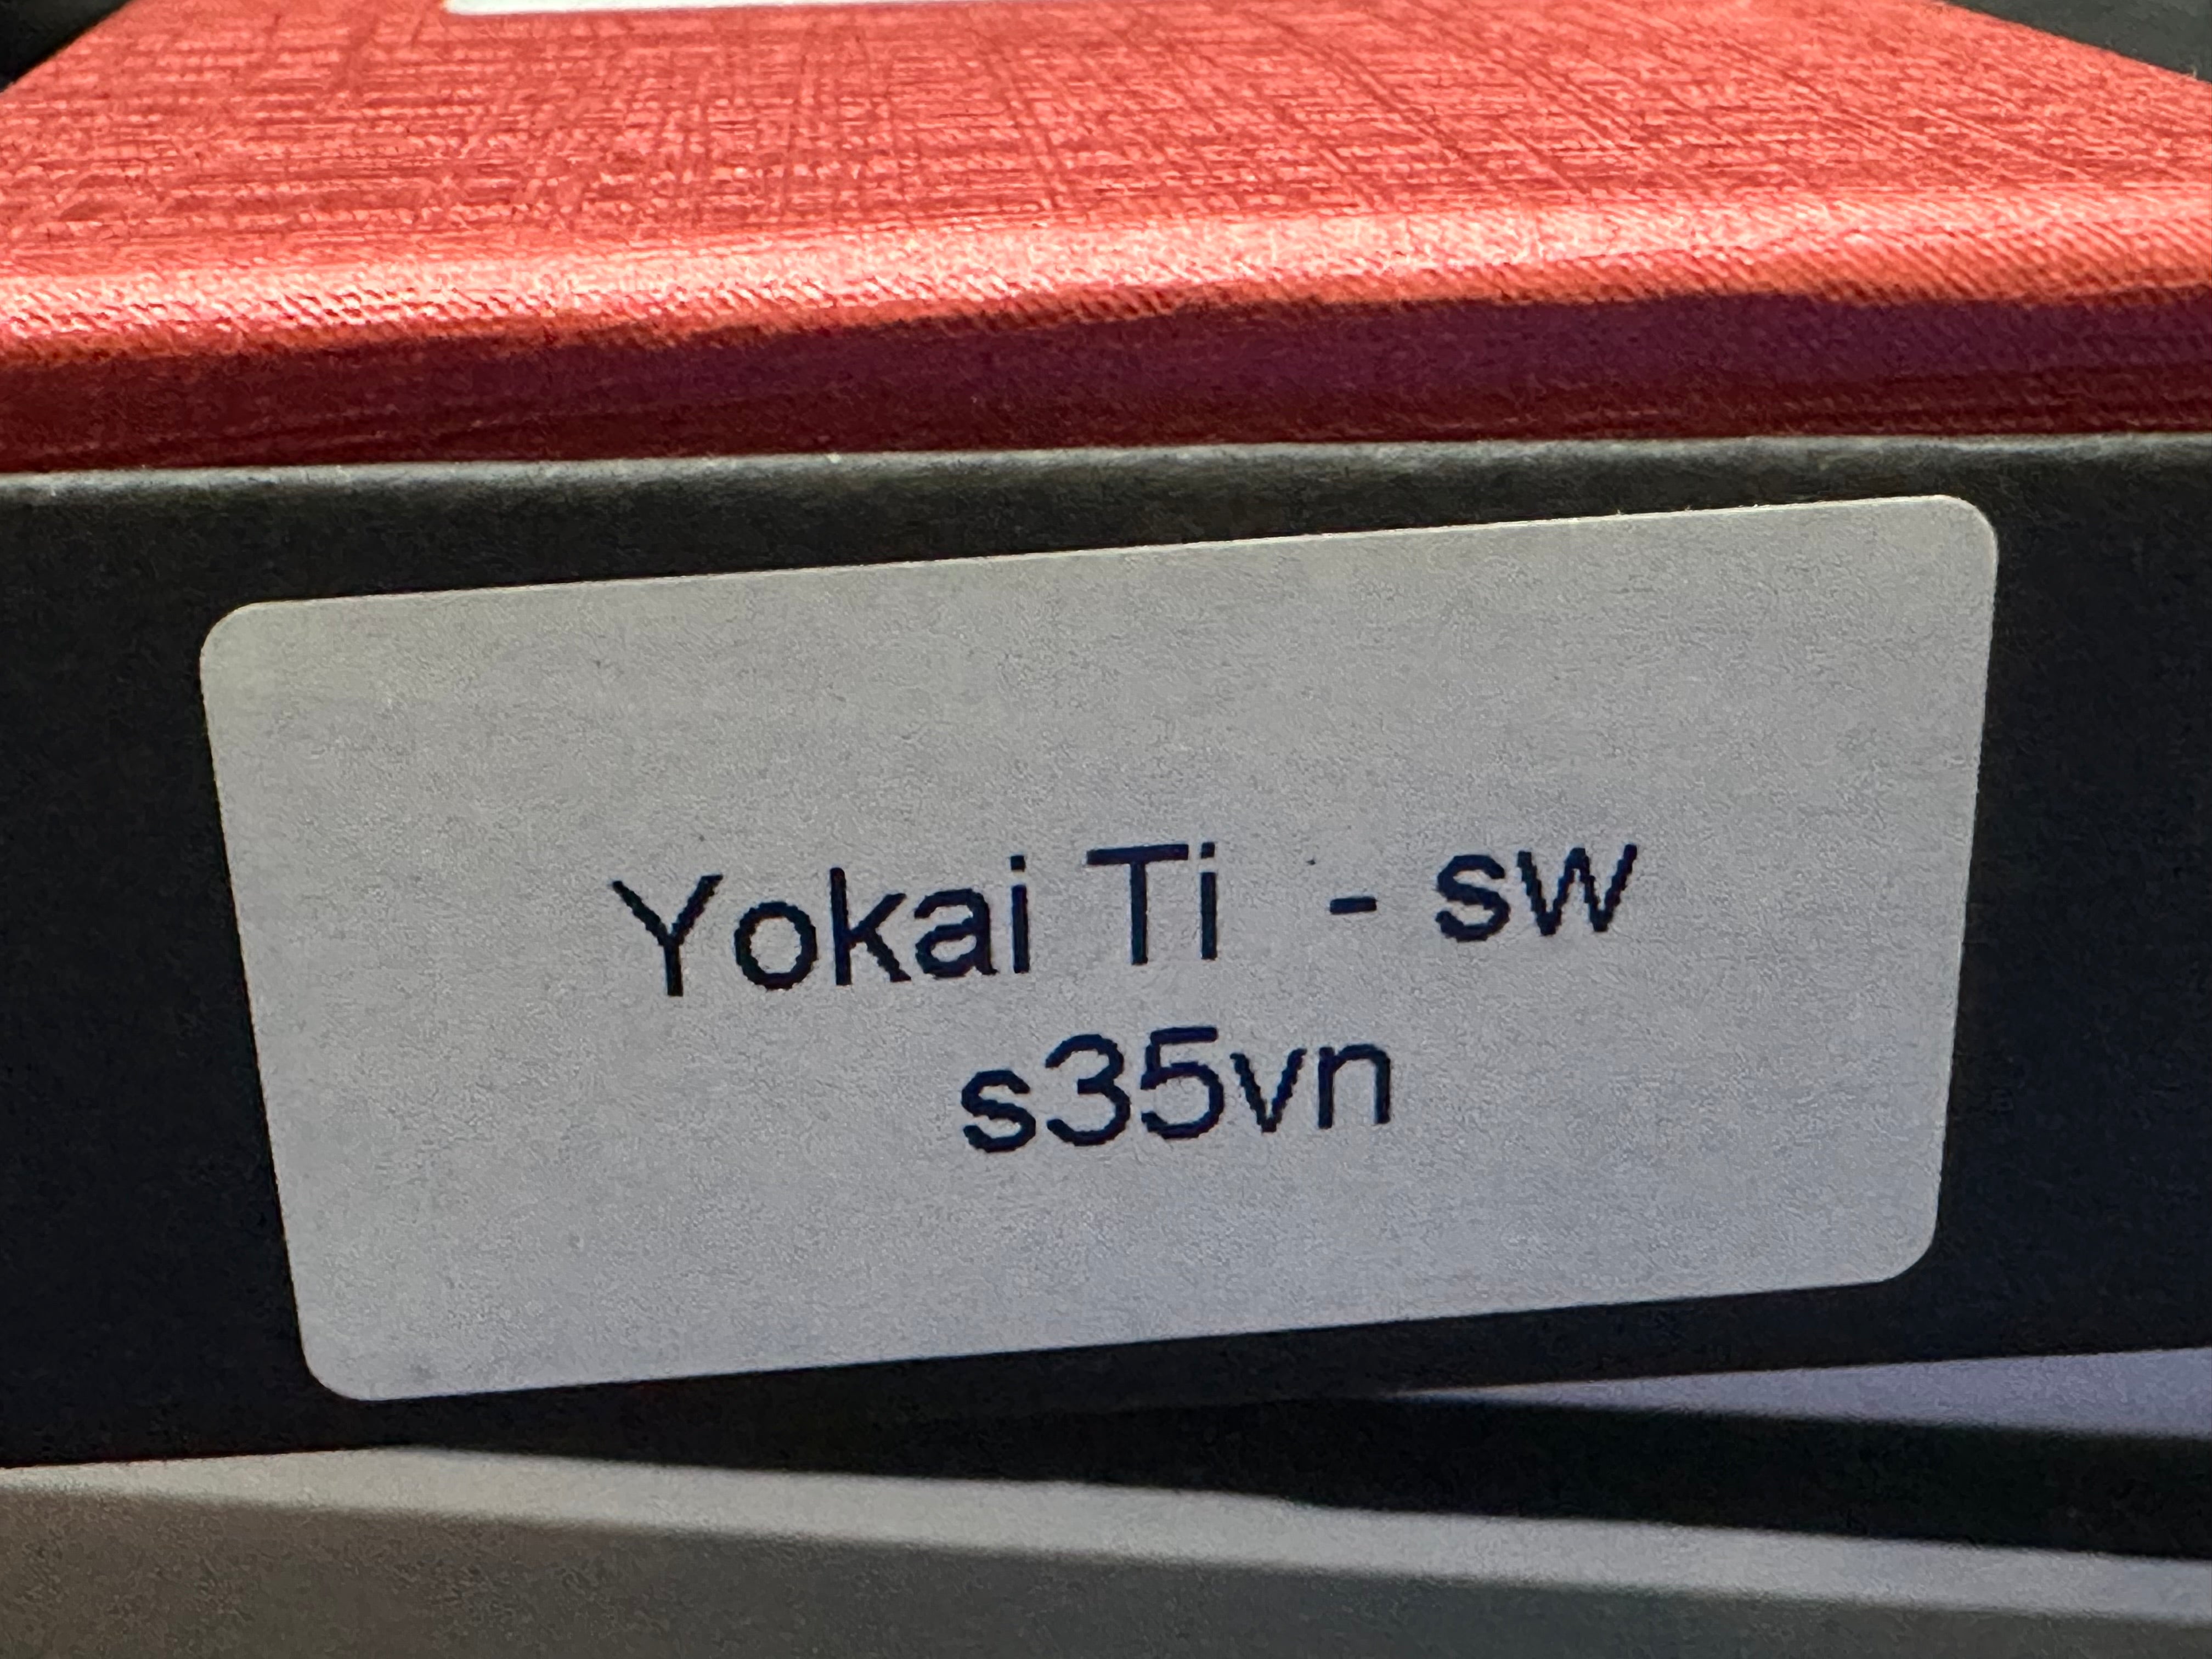 Yokai Ti - sw
s35vn